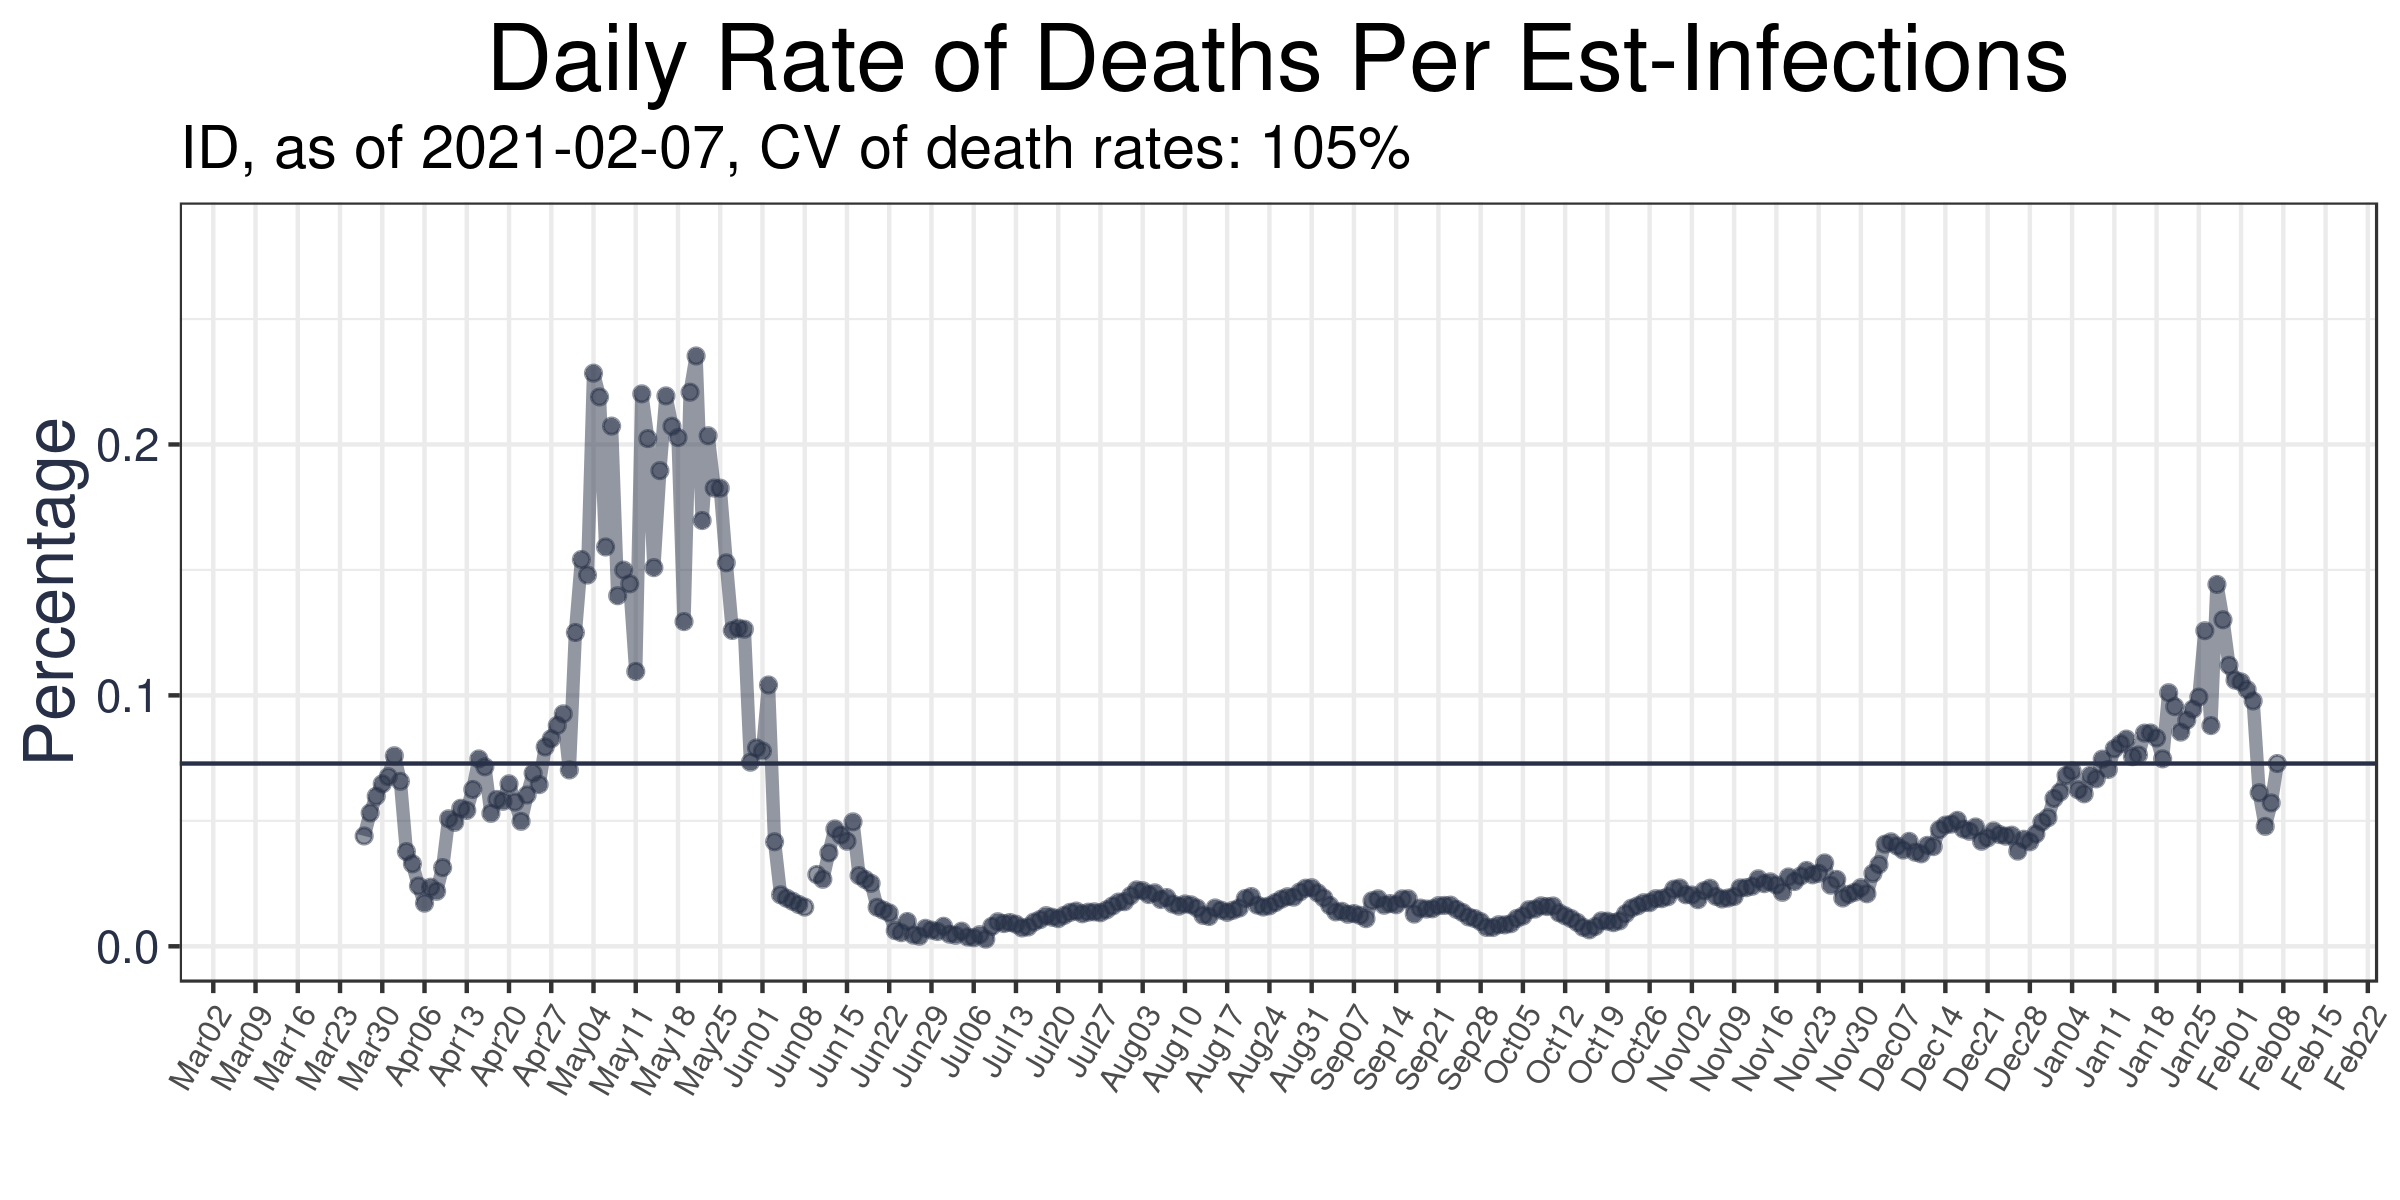 Daily Rate of Deaths Per Est-Infections
ID, as of 2021-02-07, CV of death rates: 105%
Percentage
0.2
0.1
0.0
Mar02
Mar09
Mar16
Mar23
Mar30
Apr06
Apr13
Apr20
Apr27
May04
May11
May18
May25
Jun01
Jun08
Jun15
Jun22
Jun29
Jul06
Jul13
Jul20
Jul27
Aug03
Aug10
Aug17
Aug24
Aug31
Sep07
Sep14
Sep21
Sep28
Oct05
Oct12
Oct19
Oct26
Nov02
Nov09
Nov16
Nov23
Nov30
Dec07
Dec14
Dec21
Dec28
Jan04
Jan11
Jan18
Jan25
Feb01
Feb08
Feb15
Feb22